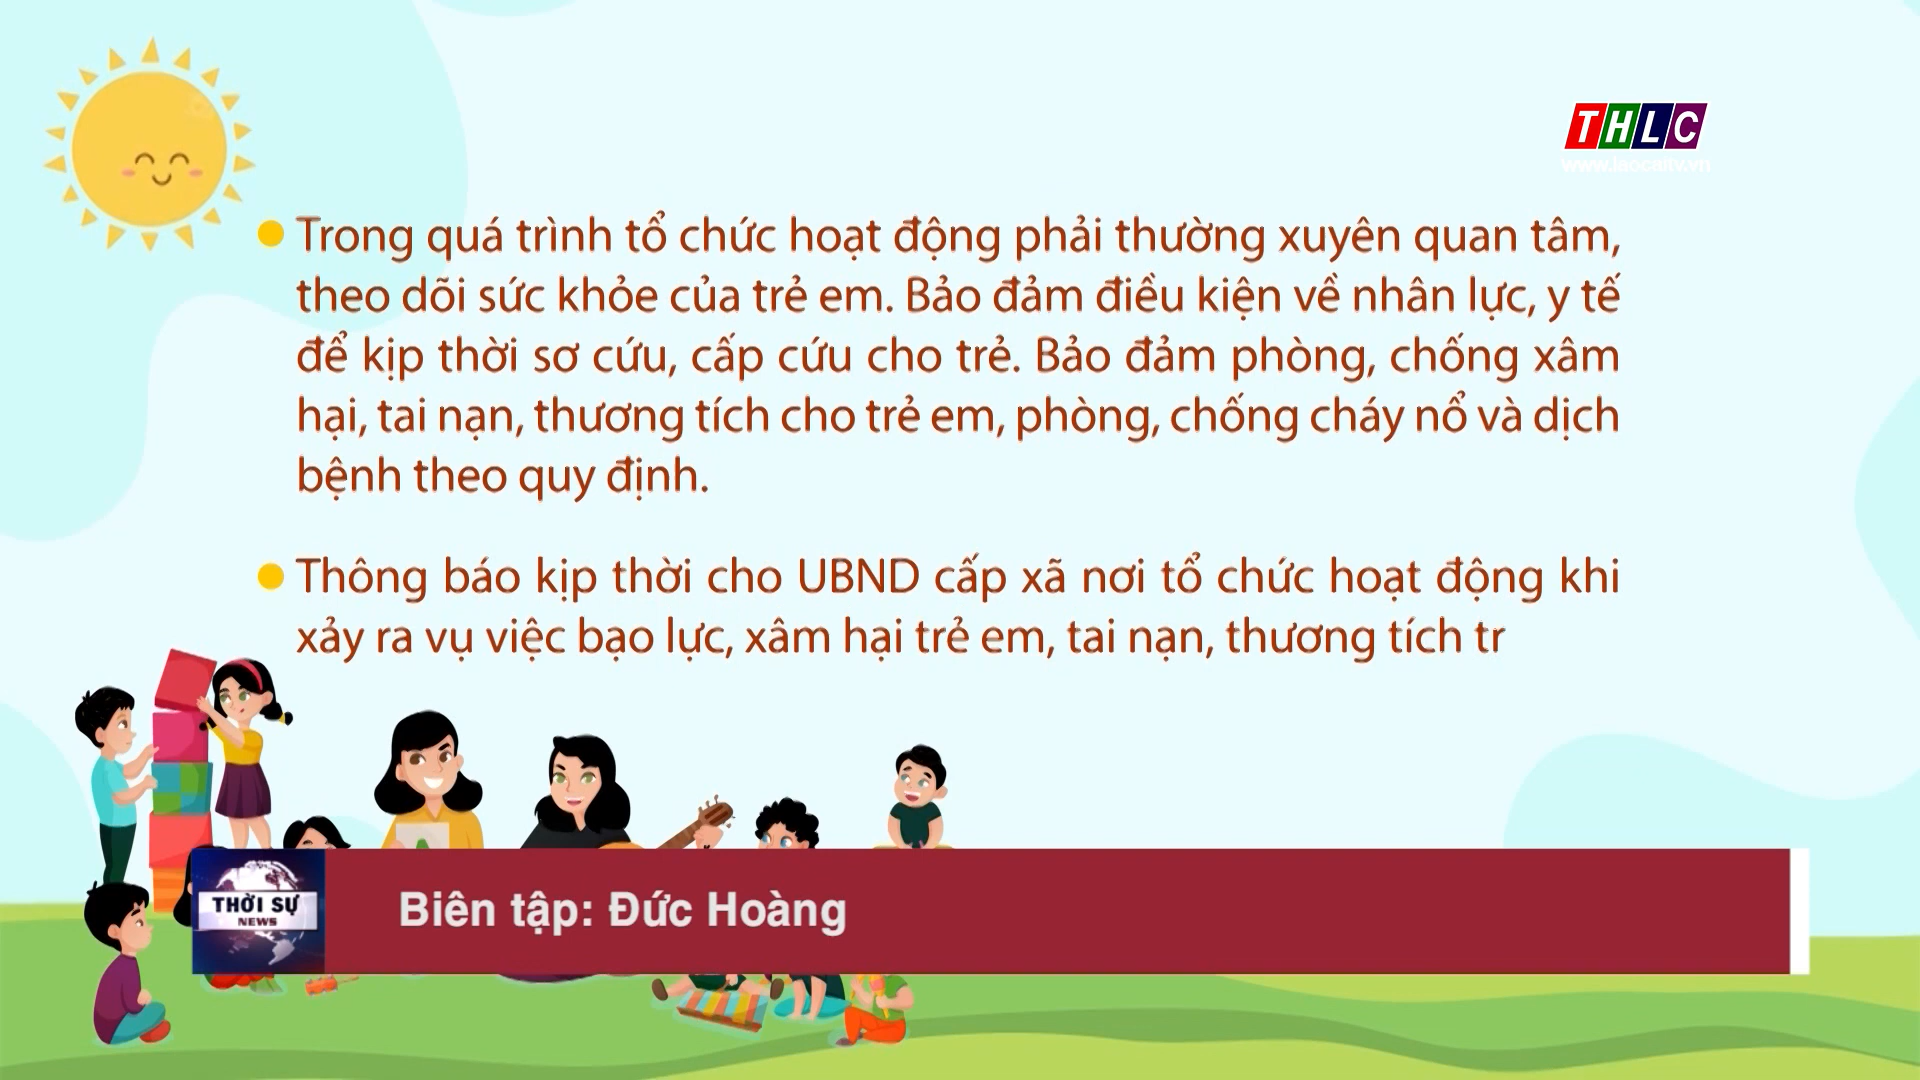 THLC
www.laocaitv.vn
Trong quá trình tổ chức hoạt động phải thường xuyên quan tâm,
theo dõi sức khỏe của trẻ em. Bảo đảm điều kiện về nhân lực, y tế
để kịp thời sơ cứu, cấp cứu cho trẻ. Bảo đảm phòng, chống xâm
hại, tai nạn, thương tích cho trẻ em, phòng, chống cháy nổ và dịch
bệnh theo quy định.
Thông báo kịp thời cho UBND cấp xã nơi tổ chức hoạt động khi
xảy ra vụ việc bạo lực, xâm hại trẻ em, tai nạn, thương tích tr
THỜI SỰ
NEWS
Biên tập: Đức Hoàng